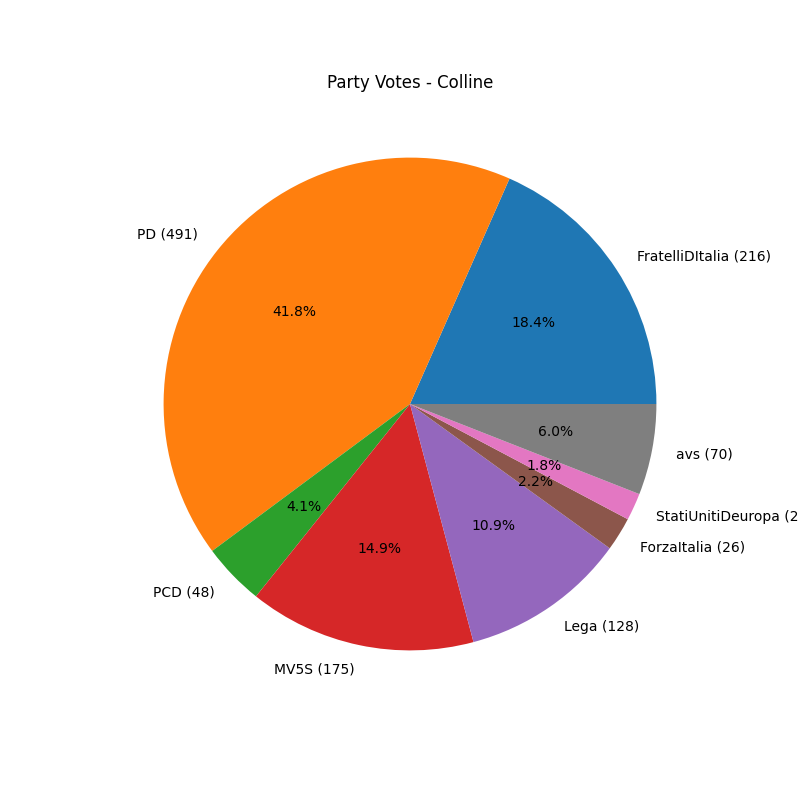 Party Votes - Colline
PD (491)
FratelliDItalia (216)
41.8%
18.4%
6.0%
avs (70)
1.8%
2.2%
StatiUnitiDeuropa (2
4.1%
10.9%
14.9%
ForzaItalia (26)
PCD (48)
Lega (128)
MV5S (175)